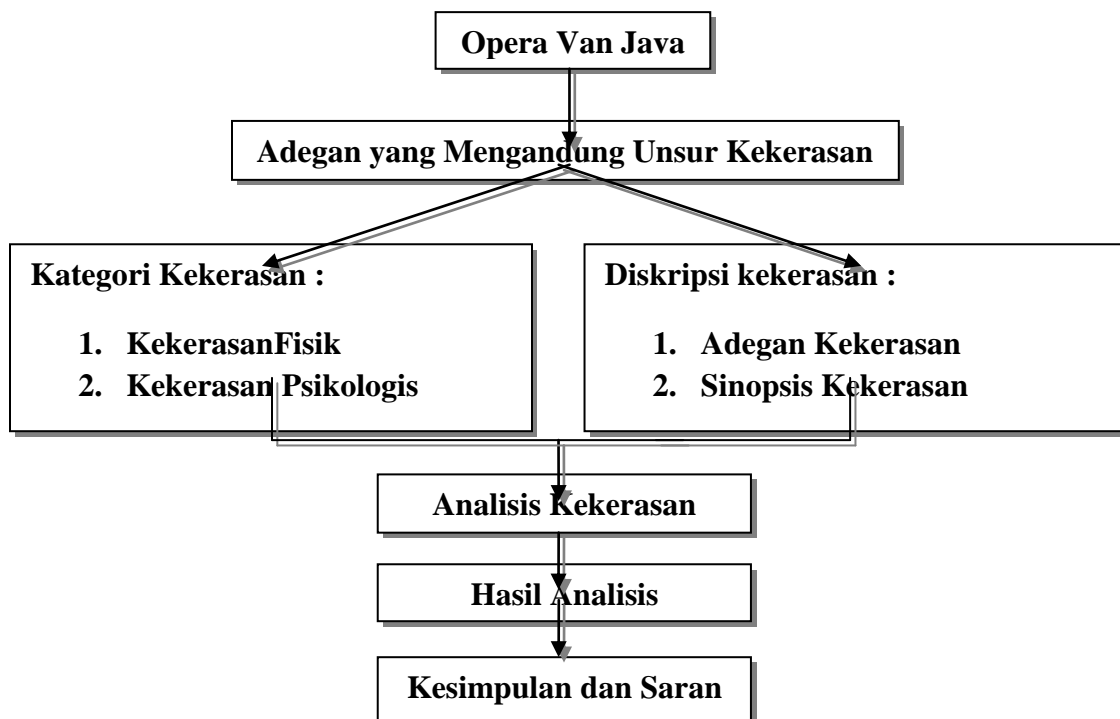 Opera Van Java
Adegan yang Mengandung Unsur Kekerasan
Kategori Kekerasan :
1. KekerasanFisik
2. Kekerasan Psikologis
Diskripsi kekerasan :
1. Adegan Kekerasan
2. Sinopsis Kekerasan
Analisis Kekerasan
Hasil Analisis
Kesimpulan dan Saran